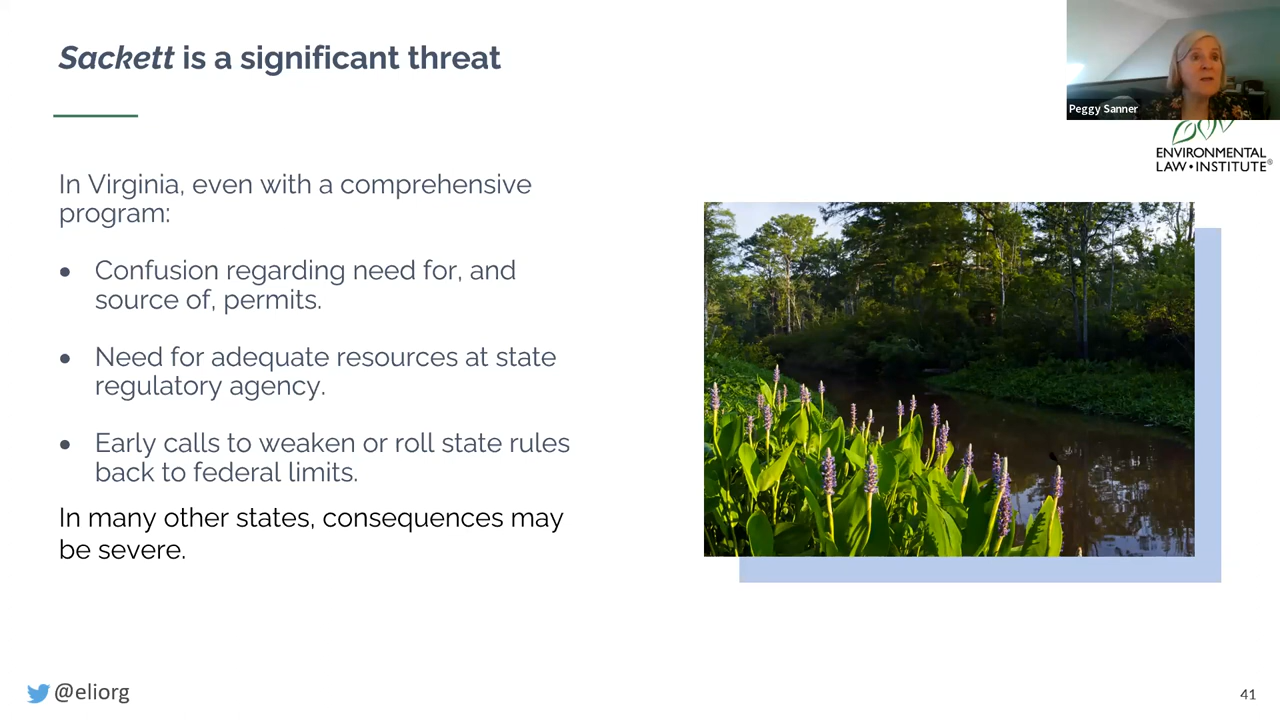 Sackett is a significant threat
Peggy Sanner
ENVIRONMENTAL
LAW•INSTITUTE®
In Virginia, even with a comprehensive
program:
• Confusion regarding need for, and
source of, permits.
• Need for adequate resources at state
regulatory agency.
• Early calls to weaken or roll state rules
back to federal limits.
In many other states, consequences may
be severe.
@eliorg
41